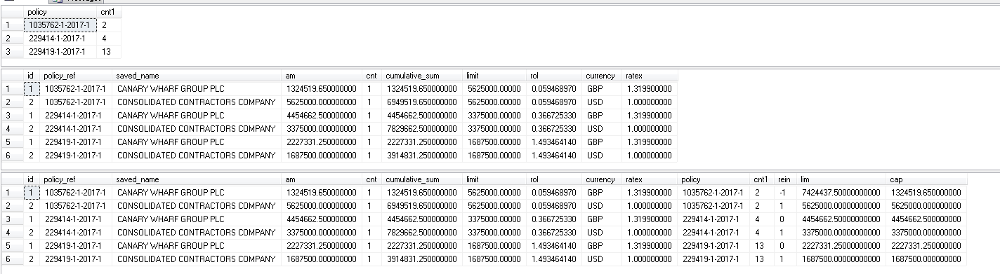 Messages
policy cnt1
1 1035762-1-2017-1 2
2 229414-1-2017-1 4
3 229419-1-2017-1 13
id policy_ref saved_name am cnt cumulative_sum limit rol currency ratex
1 1 1035762-1-2017-1 CANARY WHARF GROUP PLC 1324519.650000000 1 1324519.650000000 5625000.00000 0.059468970 GBP 1.319900000
2 2 1035762-1-2017-1 CONSOLIDATED CONTRACTORS COMPANY 5625000.000000000 1 6949519.650000000 5625000.00000 0.059468970 USD 1.000000000
3 1 229414-1-2017-1 CANARY WHARF GROUP PLC 4454662.500000000 1 4454662.500000000 3375000.00000 0.366725330 GBP 1.319900000
4 2 229414-1-2017-1 CONSOLIDATED CONTRACTORS COMPANY 3375000.000000000 1 7829662.500000000 3375000.00000 0.366725330 USD 1.000000000
5 1 229419-1-2017-1 CANARY WHARF GROUP PLC 2227331.250000000 1 2227331.250000000 1687500.00000 1.493464140 GBP 1.319900000
6 2 229419-1-2017-1 CONSOLIDATED CONTRACTORS COMPANY 1687500.000000000 1 3914831.250000000 1687500.00000 1.493464140 USD 1.000000000
id policy_ref saved_name am cnt cumulative_sum limit rol currency ratex policy cnt1 rein lim cap
1 1 1035762-1-2017-1 CANARY WHARF GROUP PLC 1324519.650000000 1 1324519.650000000 5625000.00000 0.059468970 GBP 1.319900000 1035762-1-2017-1 2 -1 7424437.50000000000 1324519.650000000
2 2 1035762-1-2017-1 CONSOLIDATED CONTRACTORS COMPANY 5625000.000000000 1 6949519.650000000 5625000.00000 0.059468970 USD 1.000000000 1035762-1-2017-1 2 1 5625000.00000000000 5625000.000000000
3 1 229414-1-2017-1 CANARY WHARF GROUP PLC 4454662.500000000 1 4454662.500000000 3375000.00000 0.366725330 GBP 1.319900000 229414-1-2017-1 4 0 4454662.50000000000 4454662.500000000
4 2 229414-1-2017-1 CONSOLIDATED CONTRACTORS COMPANY 3375000.000000000 1 7829662.500000000 3375000.00000 0.366725330 USD 1.000000000 229414-1-2017-1 4 1 3375000.00000000000 3375000.000000000
5 1 229419-1-2017-1 CANARY WHARF GROUP PLC 2227331.250000000 1 2227331.250000000 1687500.00000 1.493464140 GBP 1.319900000 229419-1-2017-1 13 0 2227331.25000000000 2227331.250000000
6 2 229419-1-2017-1 CONSOLIDATED CONTRACTORS COMPANY 1687500.000000000 1 3914831.250000000 1687500.00000 1.493464140 USD 1.000000000 229419-1-2017-1 13 1 1687500.00000000000 1687500.000000000